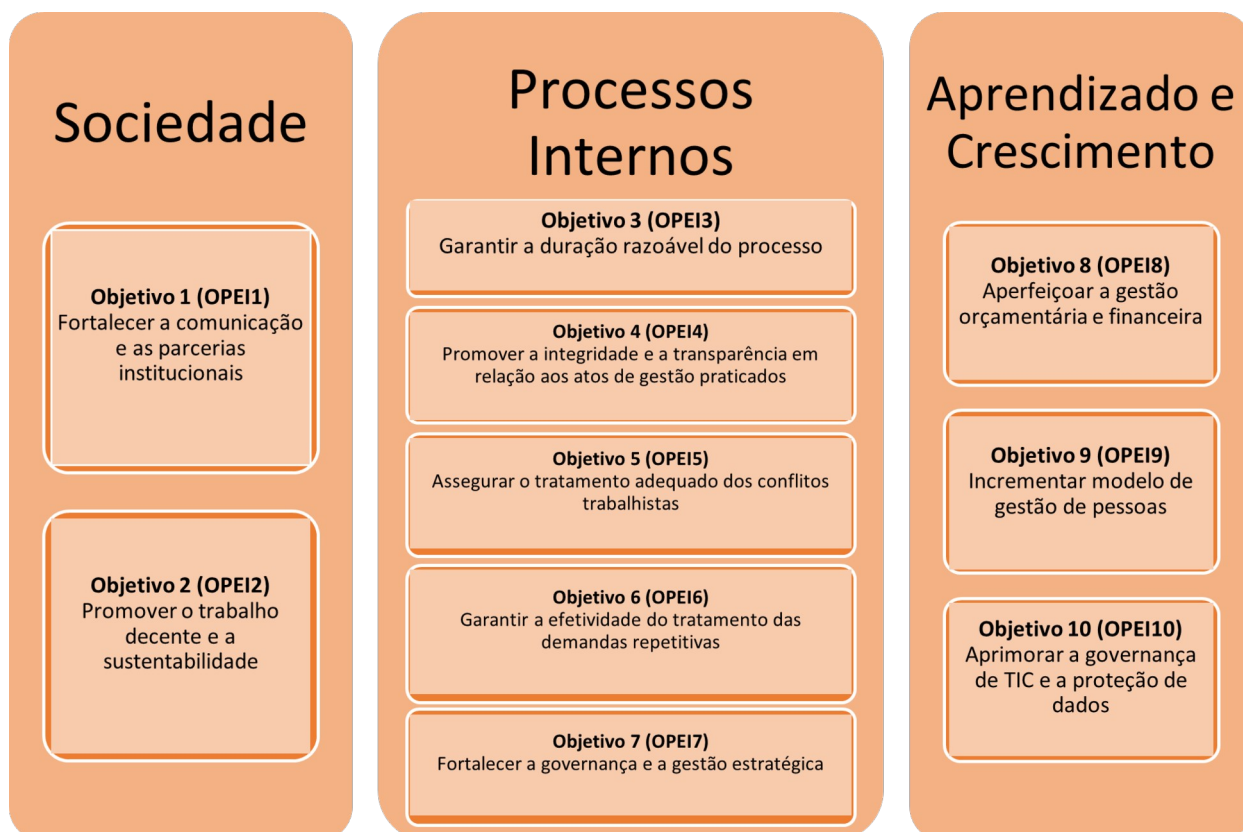 Sociedade
Objetivo 1 (OPEI1)
Fortalecer a comunicação
e as parcerias
institucionais
Objetivo 2 (OPEI2)
Promover o trabalho
decente e a
sustentabilidade
Processos
Internos
Objetivo 3 (OPEI3)
Garantir a duração razoável do processo
Objetivo 4 (OPEI4)
Promover a integridade e a transparência em
relação aos atos de gestão praticados
Objetivo 5 (OPEI5)
Assegurar o tratamento adequado dos conflitos
trabalhistas
Objetivo 6 (OPEI6)
Garantir a efetividade do tratamento das
demandas repetitivas
Objetivo 7 (OPEI7)
Fortalecer a governança e a gestão estratégica
Aprendizado e
Crescimento
Objetivo 8 (OPEI8)
Aperfeiçoar a gestão
orçamentária e financeira
Objetivo 9 (OPEI9)
Incrementar modelo de
gestão de pessoas
Objetivo 10 (OPEI10)
Aprimorar a governança
de TIC e a proteção de
dados